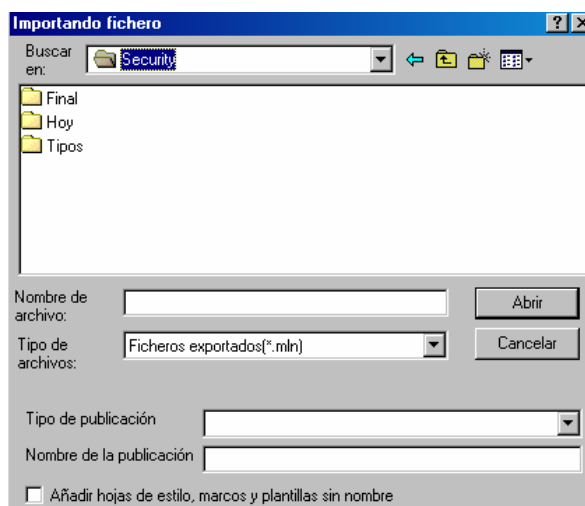 Importando fichero
Buscar
en:
Security
Final
Hoy
Tipos
Nombre de
archivo:
Abrir
Tipo de
archivos:
Ficheros exportados(*.mln)
Cancelar
Tipo de publicación
Nombre de la publicación
Añadir hojas de estilo, marcos y plantillas sin nombre